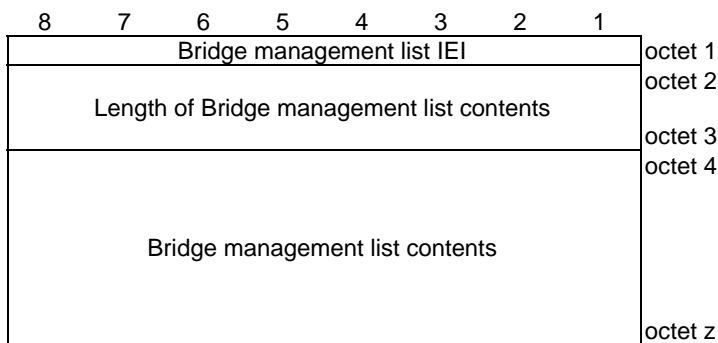 8 7 6 5 4 3 2 1
Bridge management list IEI octet 1
octet 2
Length of Bridge management list contents
octet 3
octet 4
Bridge management list contents
octet z